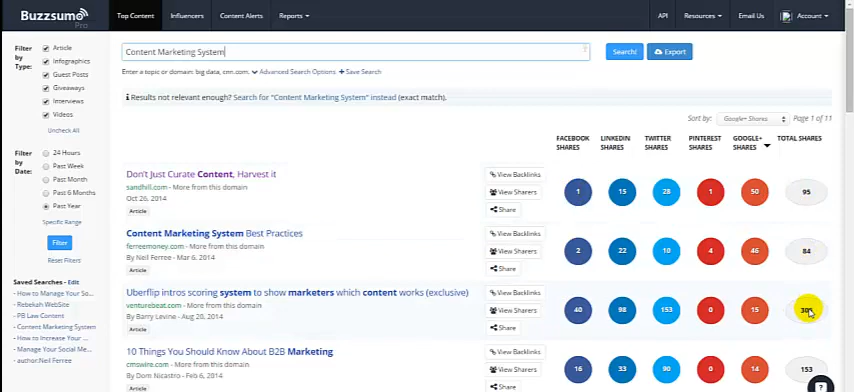 Buzzsumo Pro
Top Content Influencers Content Alerts Reports API Resources Email Us Account
Filter by Type:
Article
Infographics
Guest Posts
Giveaways
Interviews
Videos
Uncheck All
Filter by Date:
24 Hours
Past Week
Past Month
Past 6 Months
Past Year
Specific Range
Filter
Reset Filters
Saved Searches - Edit
- How to Manage Your So...
- Rebekah WebSite
- PB Law Content
- Content Marketing System
- How to Increase Your ...
- Manage Your Social Me...
- author:Neil Ferree
Content Marketing System
Search! Export
Enter a topic or domain: big data, cnn.com. Advanced Search Options + Save Search
Results not relevant enough? Search for "Content Marketing System" instead (exact match).
Sort by: Google+ Shares Page 1 of 11
FACEBOOK SHARES LINKEDIN SHARES TWITTER SHARES PINTEREST SHARES GOOGLE+ SHARES TOTAL SHARES
Don't Just Curate Content, Harvest it
sandhill.com - More from this domain
Oct 26, 2014
Article
View Backlinks
View Sharers
Share
1 15 28 1 50 95
Content Marketing System Best Practices
ferreemoney.com - More from this domain
By Neil Ferree - Mar 6, 2014
Article
View Backlinks
View Sharers
Share
2 22 10 4 46 84
Uberflip intros scoring system to show marketers which content works (exclusive)
venturebeat.com - More from this domain
By Barry Levine - Aug 20, 2014
Article
View Backlinks
View Sharers
Share
40 98 153 0 15
10 Things You Should Know About B2B Marketing
cmswire.com - More from this domain
By Dom Nicastro - Feb 6, 2014
Article
View Backlinks
View Sharers
Share
16 33 90 0 14 153
?